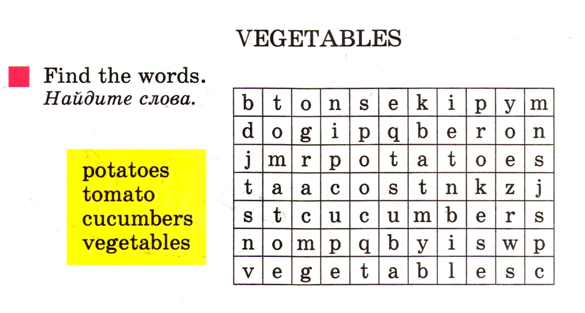 VEGETABLES
Find the words.
Найдите слова.
potatoes
tomato
cucumbers
vegetables
b t o n s e k i p y m
d o g i p q b e r o n
j m r p o t a t o e s
t a a c o s t n k z j
s t c u c u m b e r s
n o m p q b y i s w p
v e g e t a b l e s c